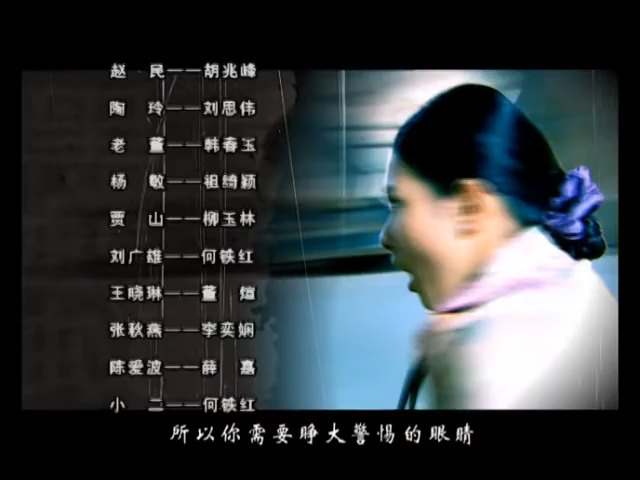 赵 民——胡兆峰
陶 玲——刘思伟
老 董——韩春玉
杨 敏——祖绮颖
贾 山——柳玉林
刘广雄——何铁红
王晓琳——董 煊
张秋燕——李奕娴
陈爱波——薛 嘉
小 二——何铁红
所以你需要睁大警惕的眼睛